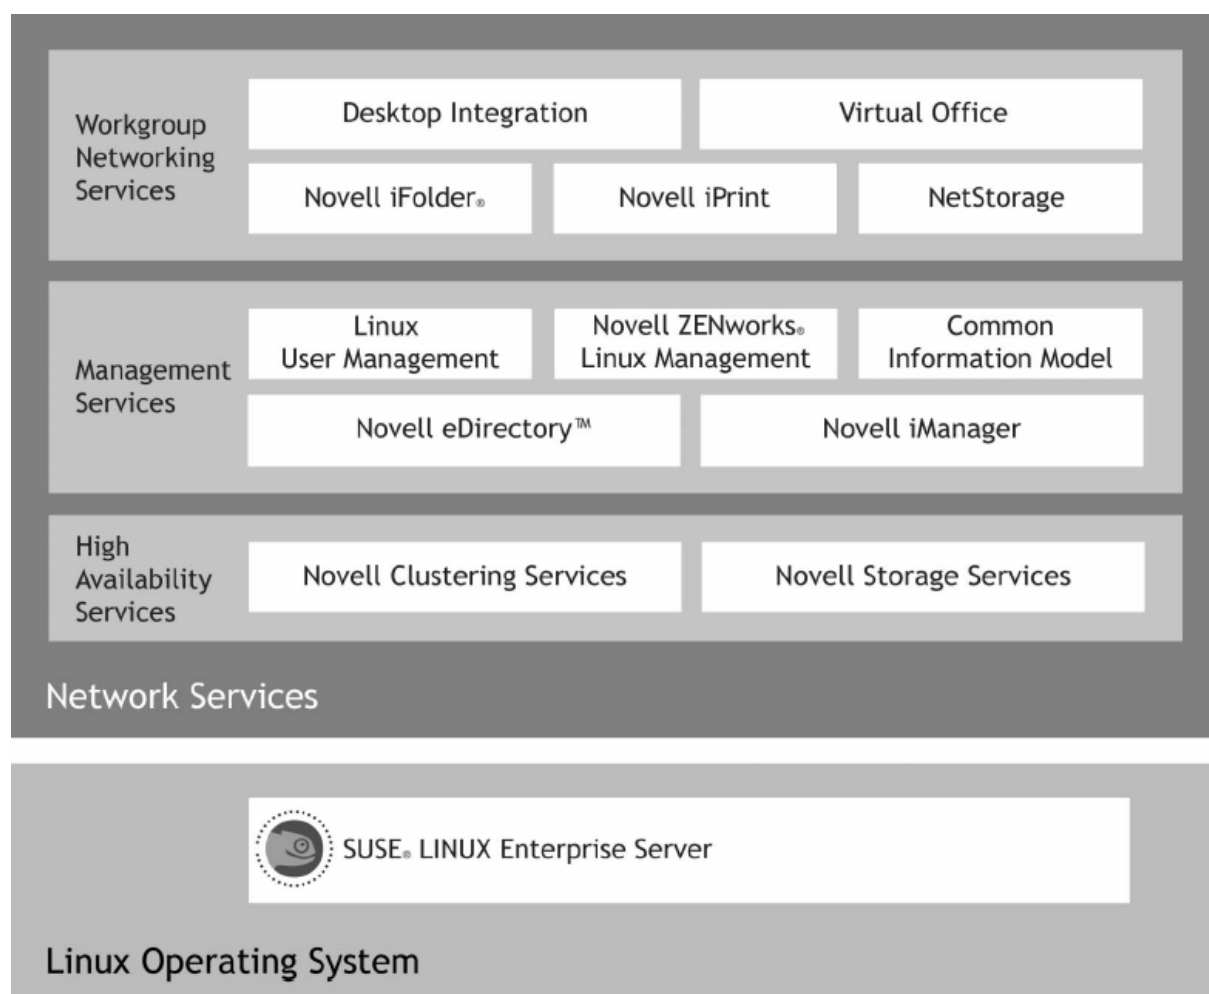 Workgroup
Networking
Services
Desktop Integration
Virtual Office
Novell iFolder®
Novell iPrint
NetStorage
Management
Services
Linux
User Management
Novell ZENworks®
Linux Management
Common
Information Model
Novell eDirectory™
Novell iManager
High
Availability
Services
Novell Clustering Services
Novell Storage Services
Network Services
SUSE® LINUX Enterprise Server
Linux Operating System